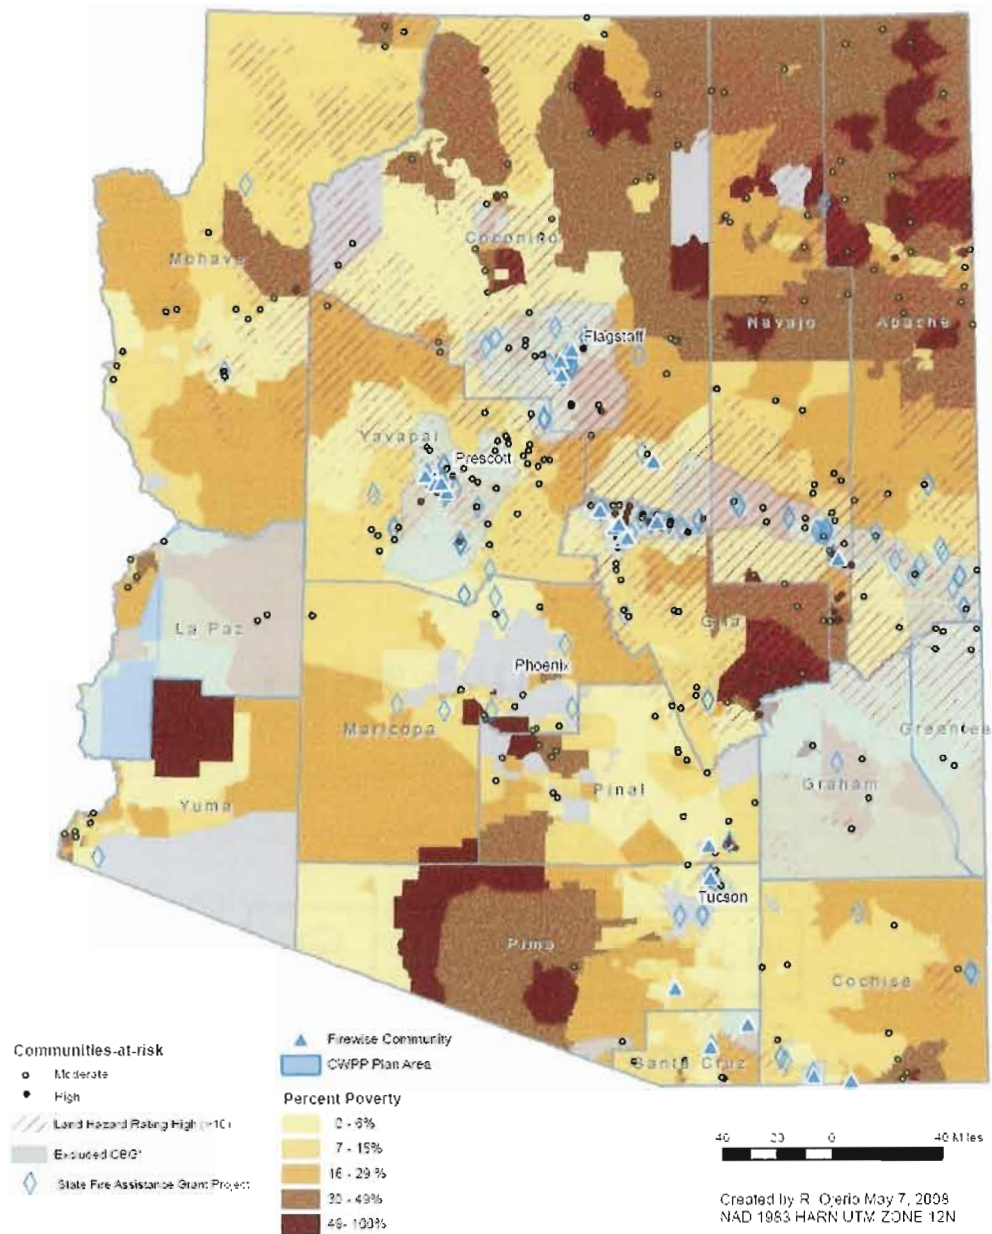 Coconino
Mohave
Navajo
Apache
Flagstaff
Yavapai
Prescott
La Paz
Gila
Phoenix
Maricopa
Greenlee
Graham
Pinal
Yuma
Tucson
Pima
Cochise
Santa Cruz
Communities-at-risk
Moderate
High
Land Hazard Rating High (>10)
Excluded CBG*
State Fire Assistance Grant Project
Firewise Community
CWPP Plan Area
Percent Poverty
0 - 6%
7 - 15%
16 - 29 %
30 - 49%
49- 100%
40 20 0 40 Miles
Created by R. Ojerio May 7, 2008
NAD 1983 HARN UTM ZONE 12N